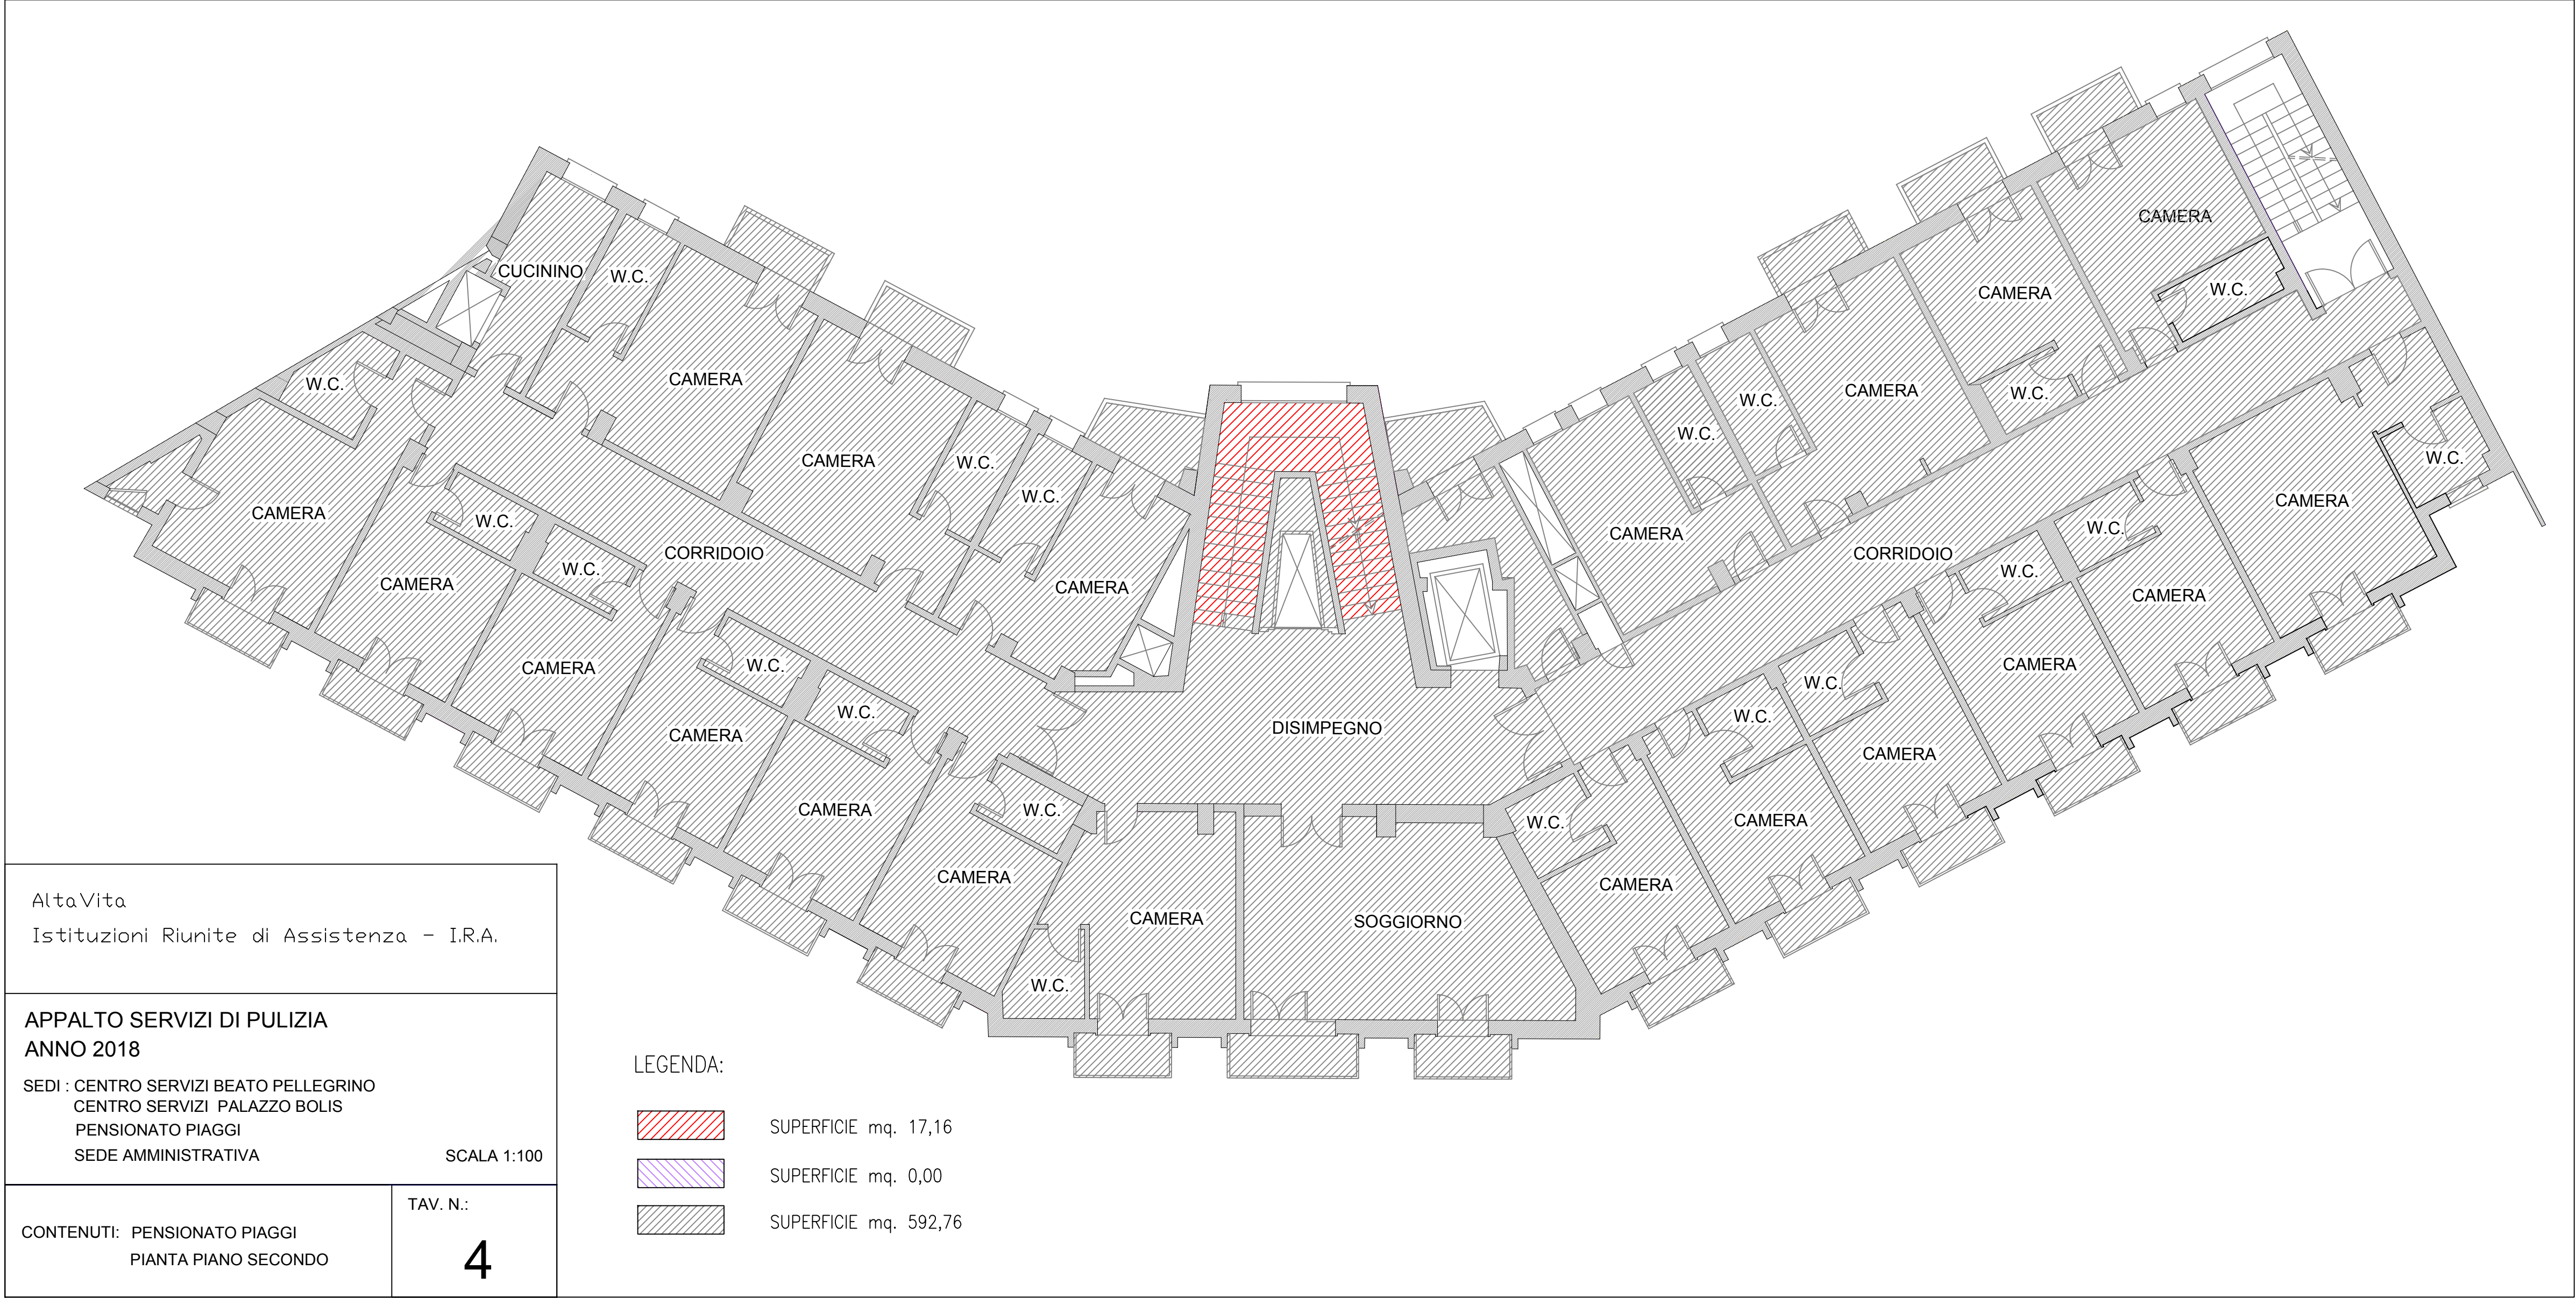 CAMERA
CAMERA
W.C.
CUCININO
W.C.
W.C.
CAMERA
W.C.
CAMERA
W.C.
W.C.
CAMERA
CAMERA
W.C.
W.C.
CAMERA
W.C.
CAMERA
W.C.
W.C.
CAMERA
W.C.
CORRIDOIO
CORRIDOIO
W.C.
W.C.
CAMERA
CAMERA
CAMERA
CAMERA
W.C.
CAMERA
CAMERA
W.C.
W.C.
W.C.
CAMERA
DISIMPEGNO
CAMERA
CAMERA
W.C.
W.C.
CAMERA
CAMERA
CAMERA
CAMERA
SOGGIORNO
W.C.
AltaVita
Istituzioni Riunite di Assistenza - I.R.A.
APPALTO SERVIZI DI PULIZIA
ANNO 2018
SEDI : CENTRO SERVIZI BEATO PELLEGRINO
CENTRO SERVIZI PALAZZO BOLIS
PENSIONATO PIAGGI
SEDE AMMINISTRATIVA SCALA 1:100
CONTENUTI: PENSIONATO PIAGGI
PIANTA PIANO SECONDO
TAV. N.:
4
LEGENDA:
SUPERFICIE mq. 17,16
SUPERFICIE mq. 0,00
SUPERFICIE mq. 592,76